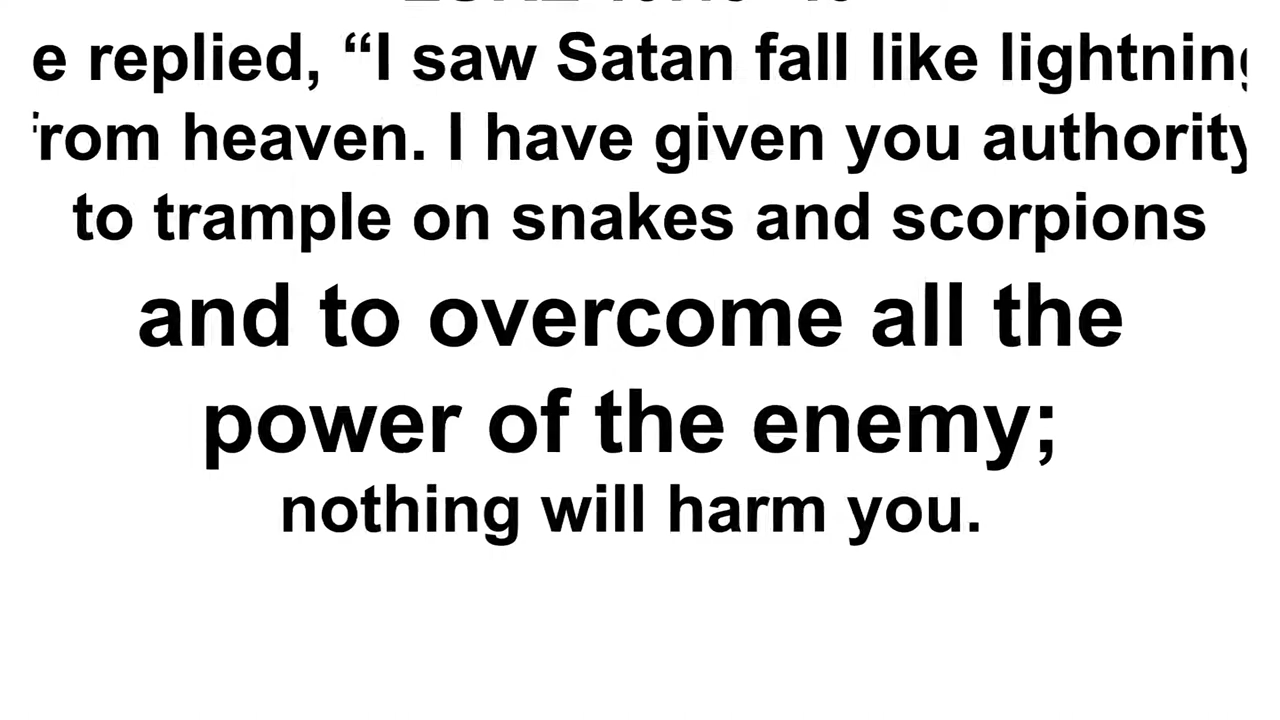 e replied, “I saw Satan fall like lightning
from heaven. I have given you authority
to trample on snakes and scorpions
and to overcome all the
power of the enemy;
nothing will harm you.